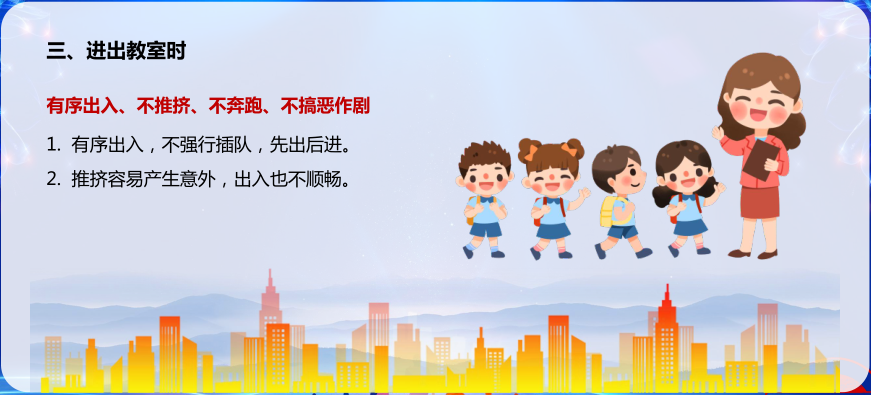 三、进出教室时
有序出入、不推挤、不奔跑、不搞恶作剧
1. 有序出入，不强行插队，先出后进。
2. 推挤容易产生意外，出入也不顺畅。